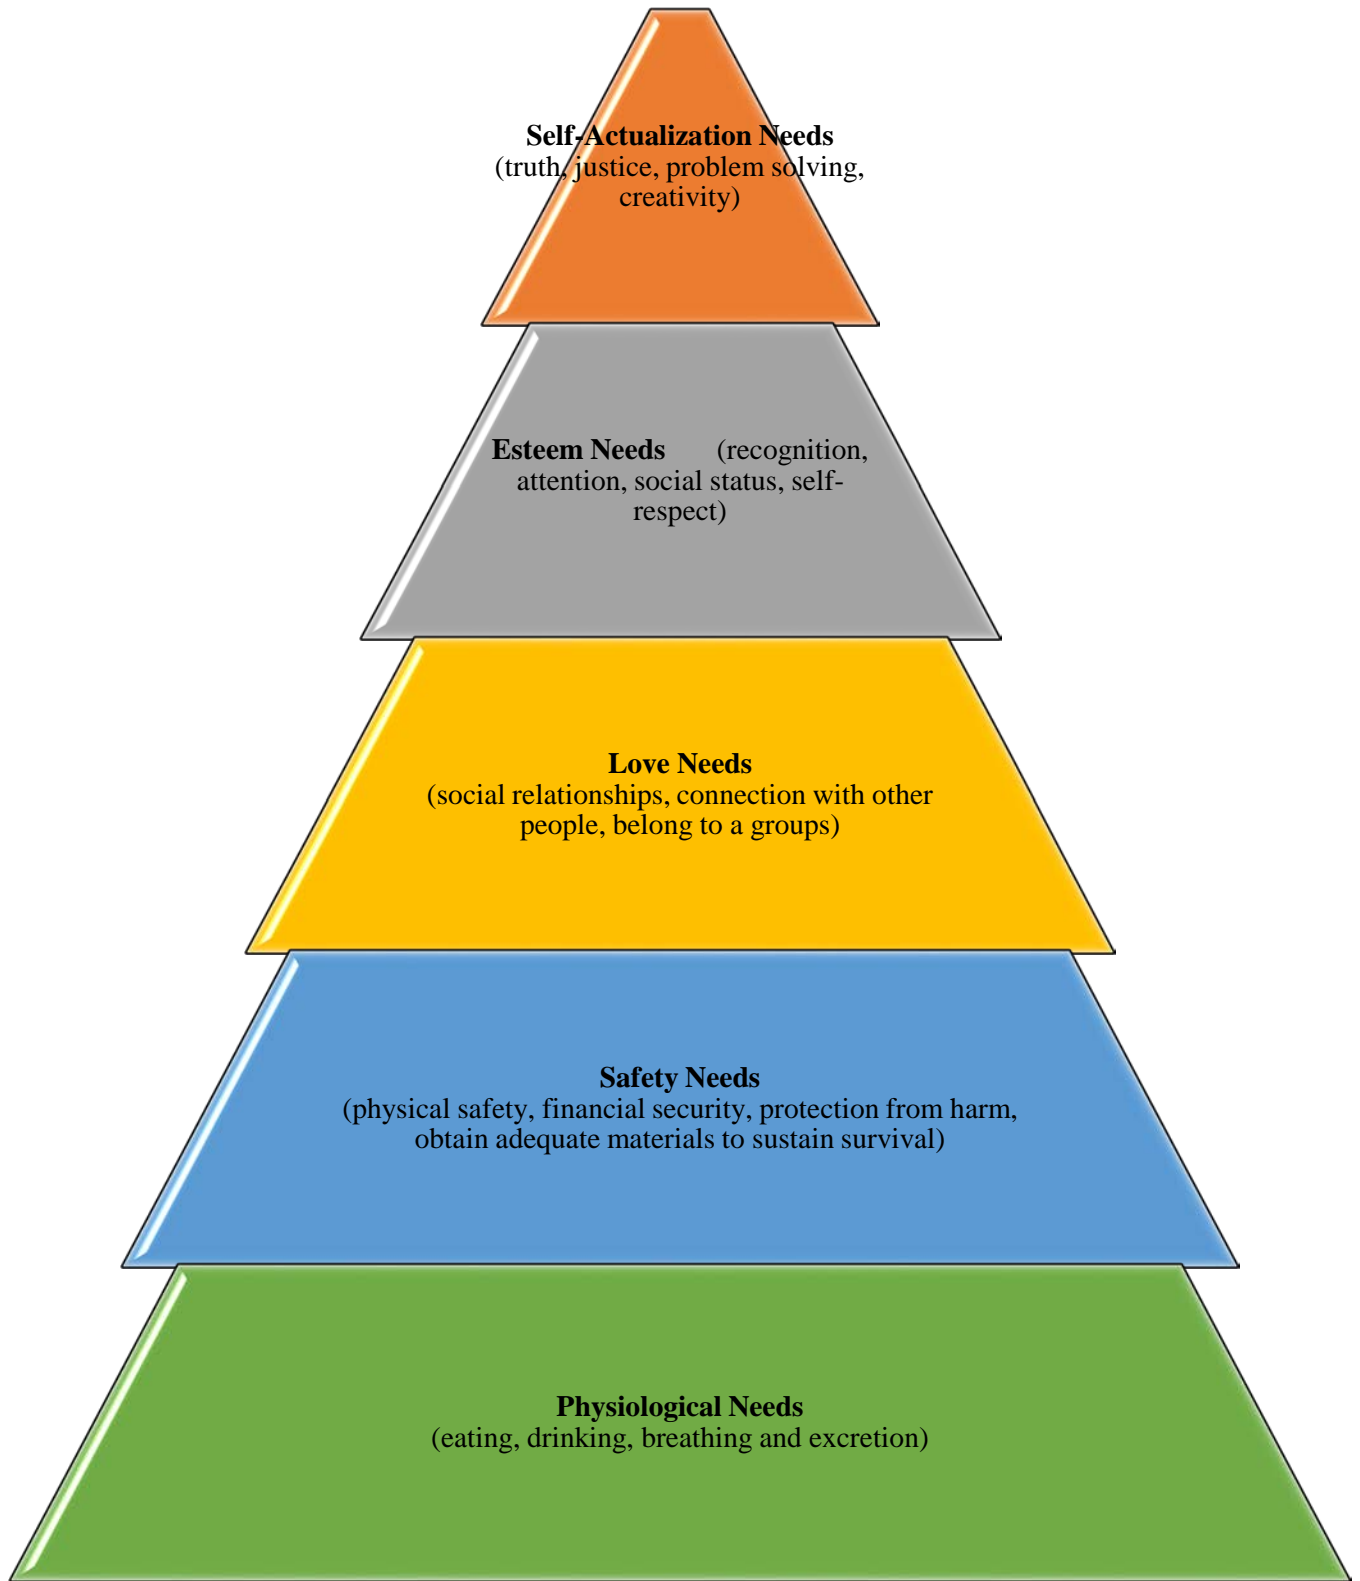 Self-Actualization Needs
(truth, justice, problem solving,
creativity)
Esteem Needs (recognition,
attention, social status, self-
respect)
Love Needs
(social relationships, connection with other
people, belong to a groups)
Safety Needs
(physical safety, financial security, protection from harm,
obtain adequate materials to sustain survival)
Physiological Needs
(eating, drinking, breathing and excretion)